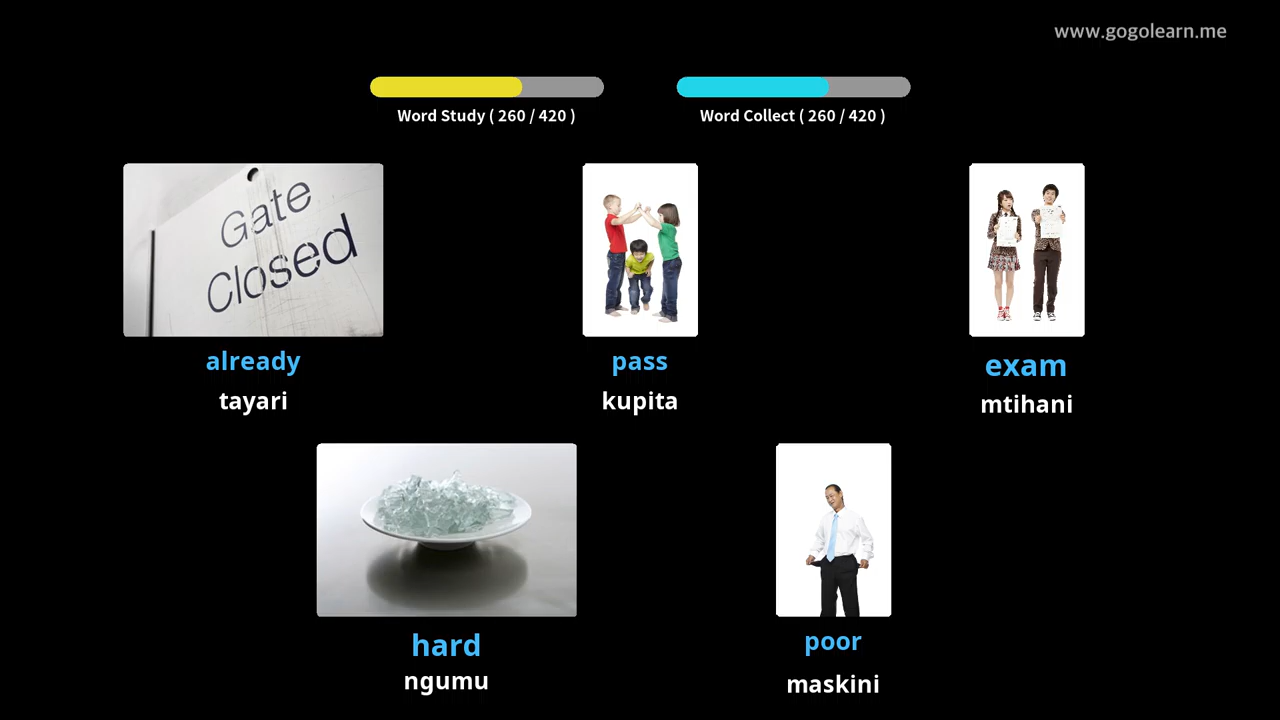 www.gogolearn.me
Word Study ( 260 / 420 )
Word Collect ( 260 / 420 )
Gate
Closed
already
tayari
pass
kupita
exam
mtihani
hard
ngumu
poor
maskini